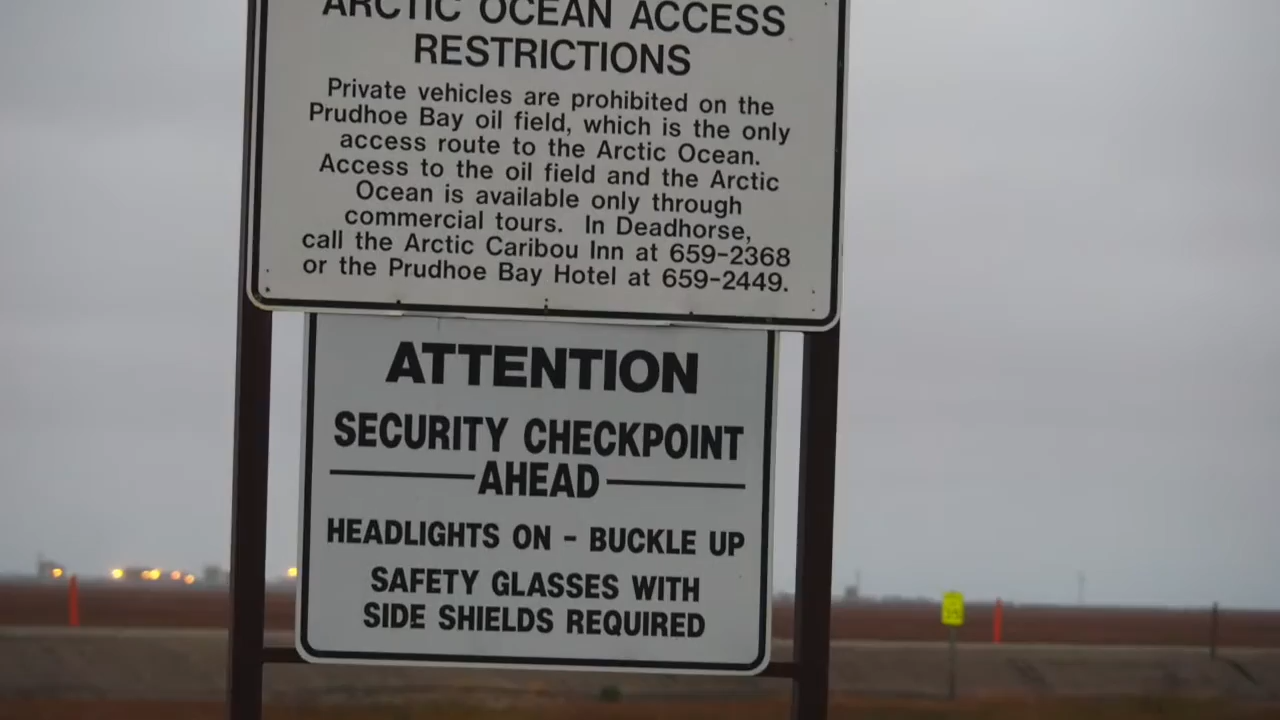 ARCTIC OCEAN ACCESS
RESTRICTIONS
Private vehicles are prohibited on the
Prudhoe Bay oil field, which is the only
access route to the Arctic Ocean.
Access to the oil field and the Arctic
Ocean is available only through
commercial tours. In Deadhorse,
call the Arctic Caribou Inn at 659-2368
or the Prudhoe Bay Hotel at 659-2449.
ATTENTION
SECURITY CHECKPOINT
AHEAD
HEADLIGHTS ON - BUCKLE UP
SAFETY GLASSES WITH
SIDE SHIELDS REQUIRED